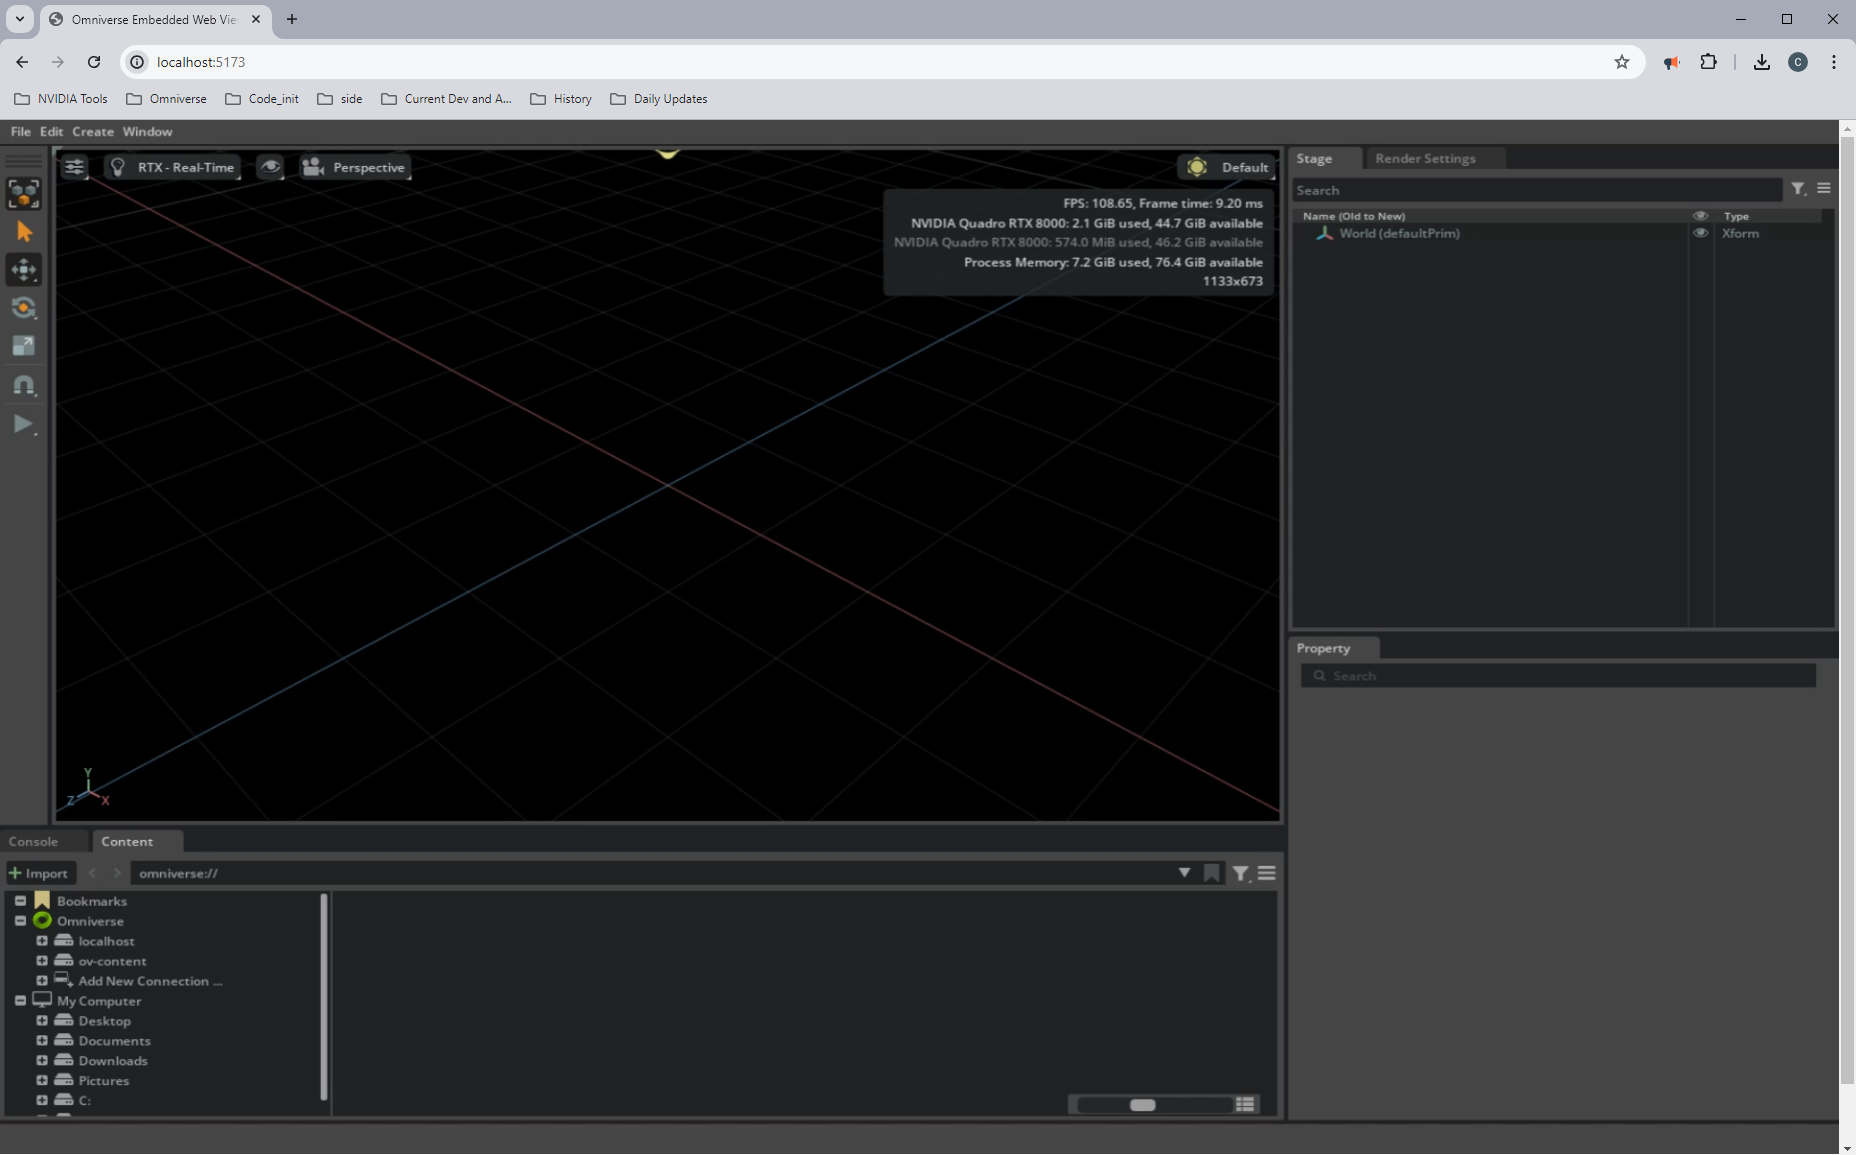 Omniverse Embedded Web Vie
localhost:5173
NVIDIA Tools Omniverse Code_init side Current Dev and A... History Daily Updates
File Edit Create Window
RTX - Real-Time Perspective Default
FPS: 108.65, Frame time: 9.20 ms
NVIDIA Quadro RTX 8000: 2.1 GiB used, 44.7 GiB available
NVIDIA Quadro RTX 8000: 574.0 MiB used, 46.2 GiB available
Process Memory: 7.2 GiB used, 76.4 GiB available
1133x673
Y
Z X
Stage Render Settings
Search
Name (Old to New) Type
World (defaultPrim) Xform
Property
Search
Console Content
Import omniverse://
Bookmarks
Omniverse
localhost
ov-content
Add New Connection ...
My Computer
Desktop
Documents
Downloads
Pictures
C:
C